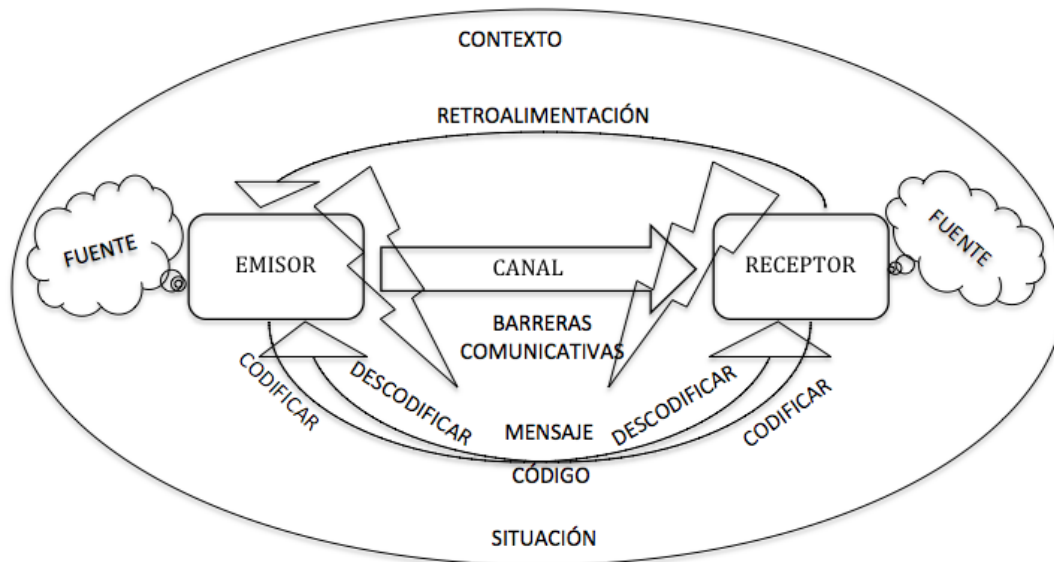 CONTEXTO
RETROALIMENTACIÓN
FUENTE
EMISOR
CANAL
RECEPTOR
FUENTE
BARRERAS
COMUNICATIVAS
CODIFICAR
DESCODIFICAR
MENSAJE
DESCODIFICAR
CODIFICAR
CÓDIGO
SITUACIÓN